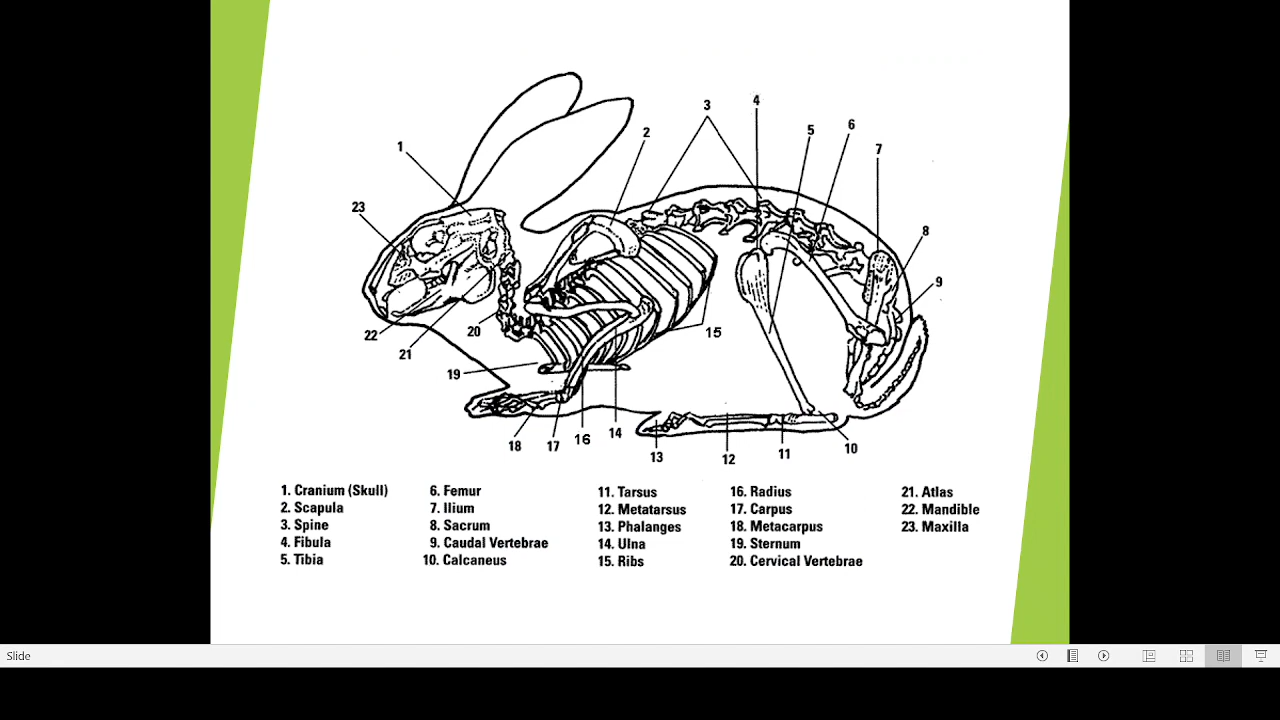 4
3
6
5
2
1
7
23
8
9
20
15
22
21
19
14
16
18
17
10
11
13
12
1. Cranium (Skull)
2. Scapula
3. Spine
4. Fibula
5. Tibia
6. Femur
7. Ilium
8. Sacrum
9. Caudal Vertebrae
10. Calcaneus
11. Tarsus
12. Metatarsus
13. Phalanges
14. Ulna
15. Ribs
16. Radius
17. Carpus
18. Metacarpus
19. Sternum
20. Cervical Vertebrae
21. Atlas
22. Mandible
23. Maxilla
Slide